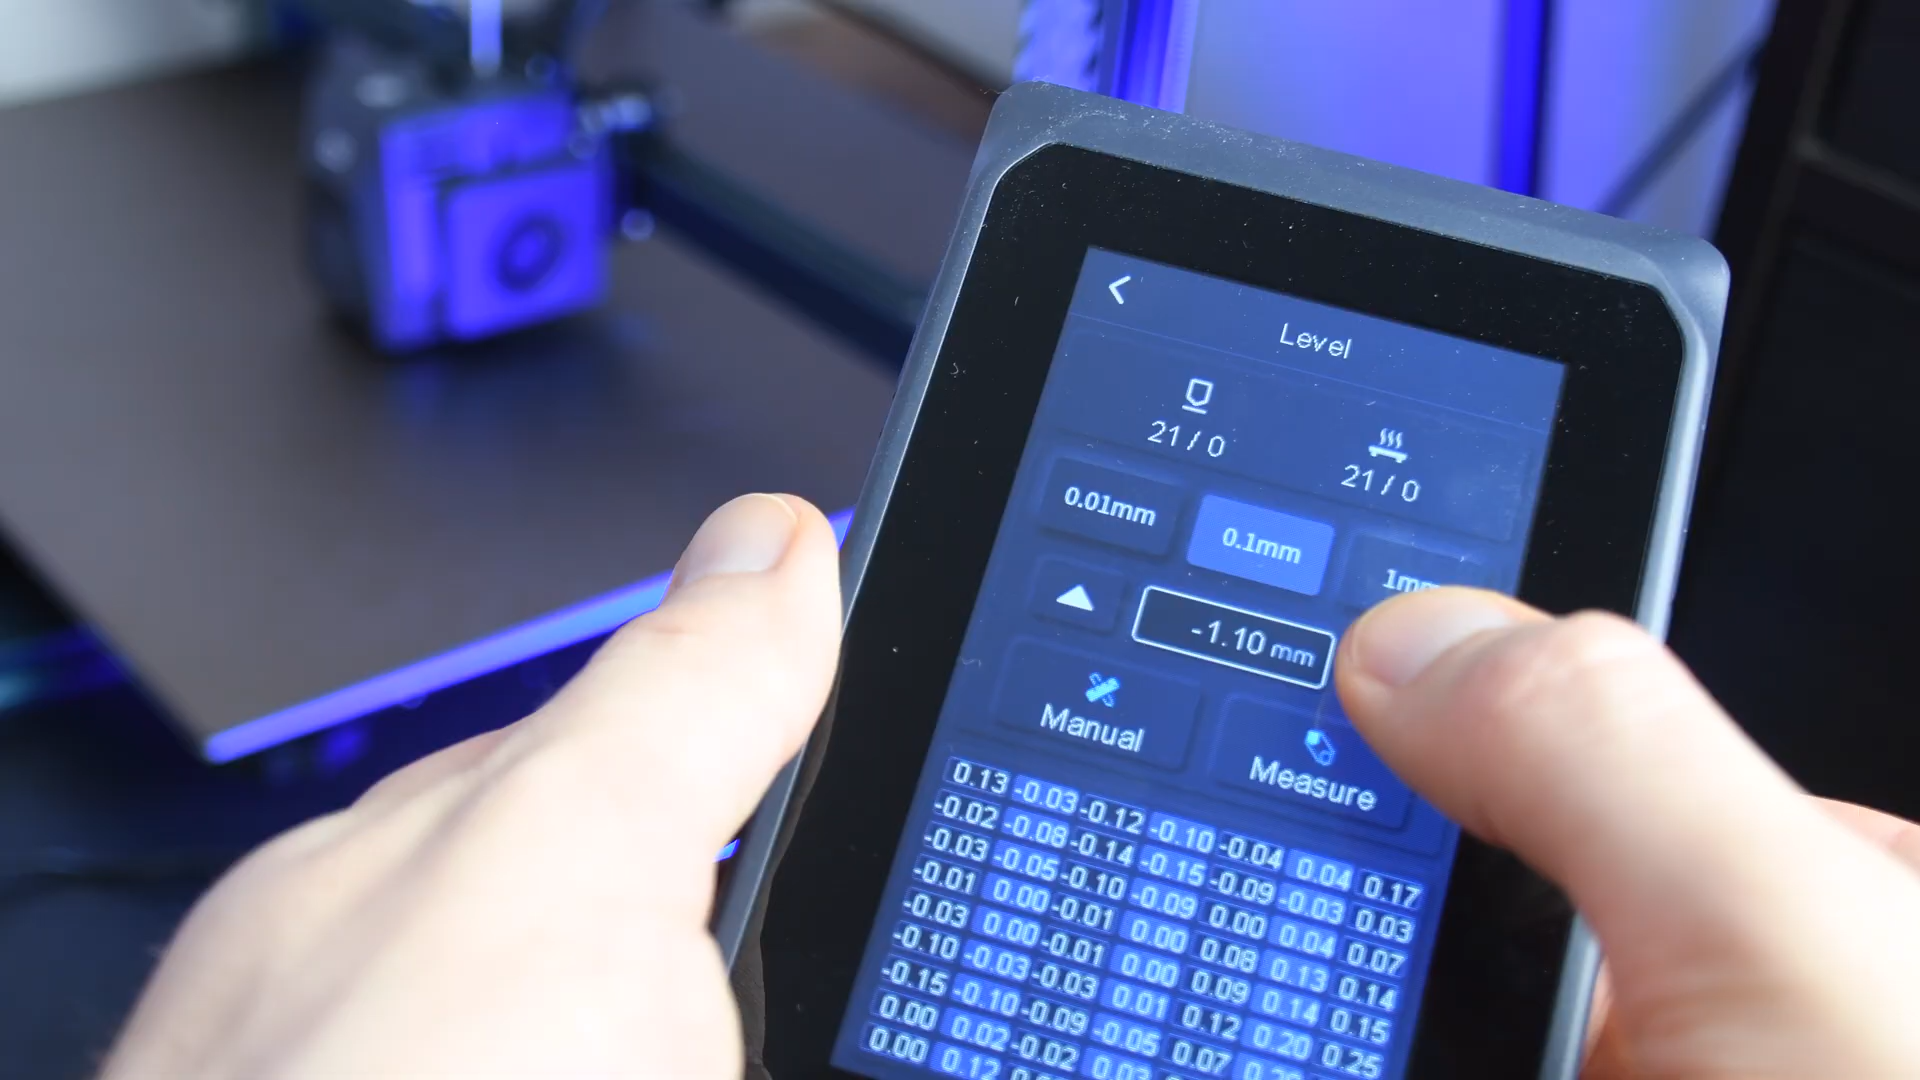 Level
21 / 0
21 / 0
0.01mm 0.1mm 1mm
-1.10 mm
Manual
Measure
0.13 -0.03 -0.12 -0.10 -0.04 0.04 0.17
-0.02 -0.08 -0.14 -0.15 -0.09 -0.03 0.03
-0.03 -0.05 -0.10 -0.09 0.00 0.04 0.07
-0.01 0.00 -0.01 0.00 0.08 0.13 0.14
-0.03 0.00 -0.01 0.00 0.09 0.14 0.15
-0.10 -0.03 -0.03 0.01 0.12 0.20 0.25
-0.15 -0.10 -0.09 -0.05 0.07
0.00 0.02 -0.02 0.03
0.00 0.12